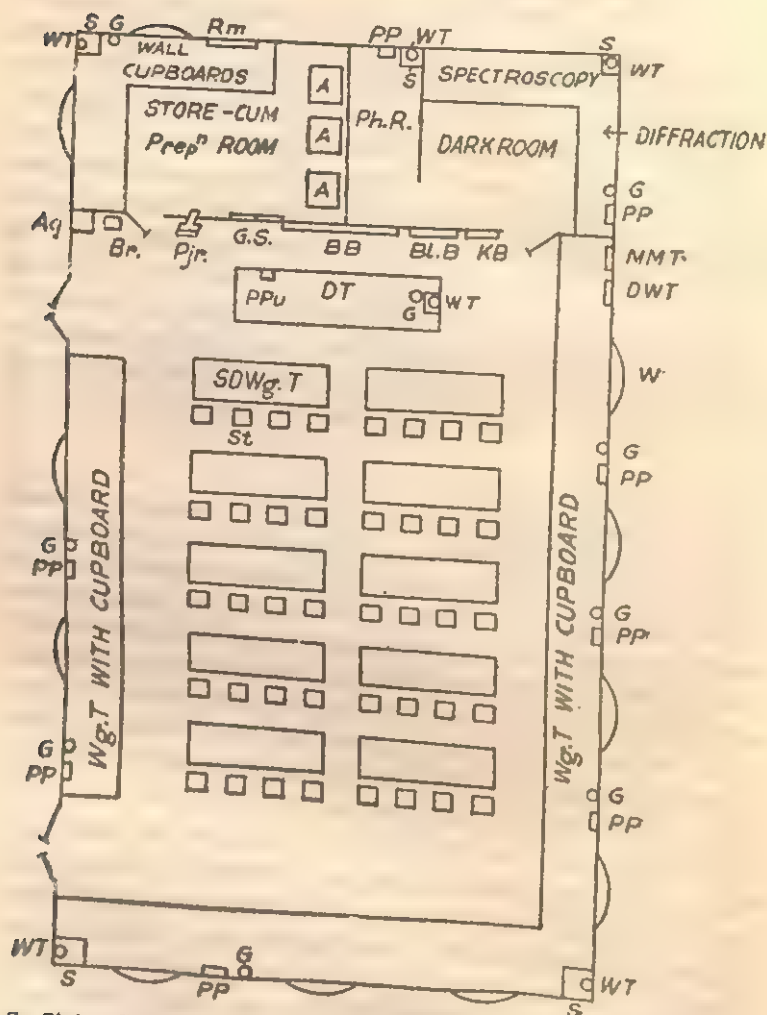 S G Rm PP WT S
WT WALL SPECTROSCOPY WT
CUPBOARDS A S
STORE-CUM Ph.R. DARK ROOM ← DIFFRACTION
Prepⁿ ROOM A
A G
PP
Aq Br. Pjr. G.S. BB Bl.B KB
MMT.
DWT
PPu DT G WT
SDWg.T W
St
G
PP
Wg.T WITH CUPBOARD
Wg.T WITH CUPBOARD
G
PP
G
PP
G
PP
G
PP
WT
S PP G
WT
S